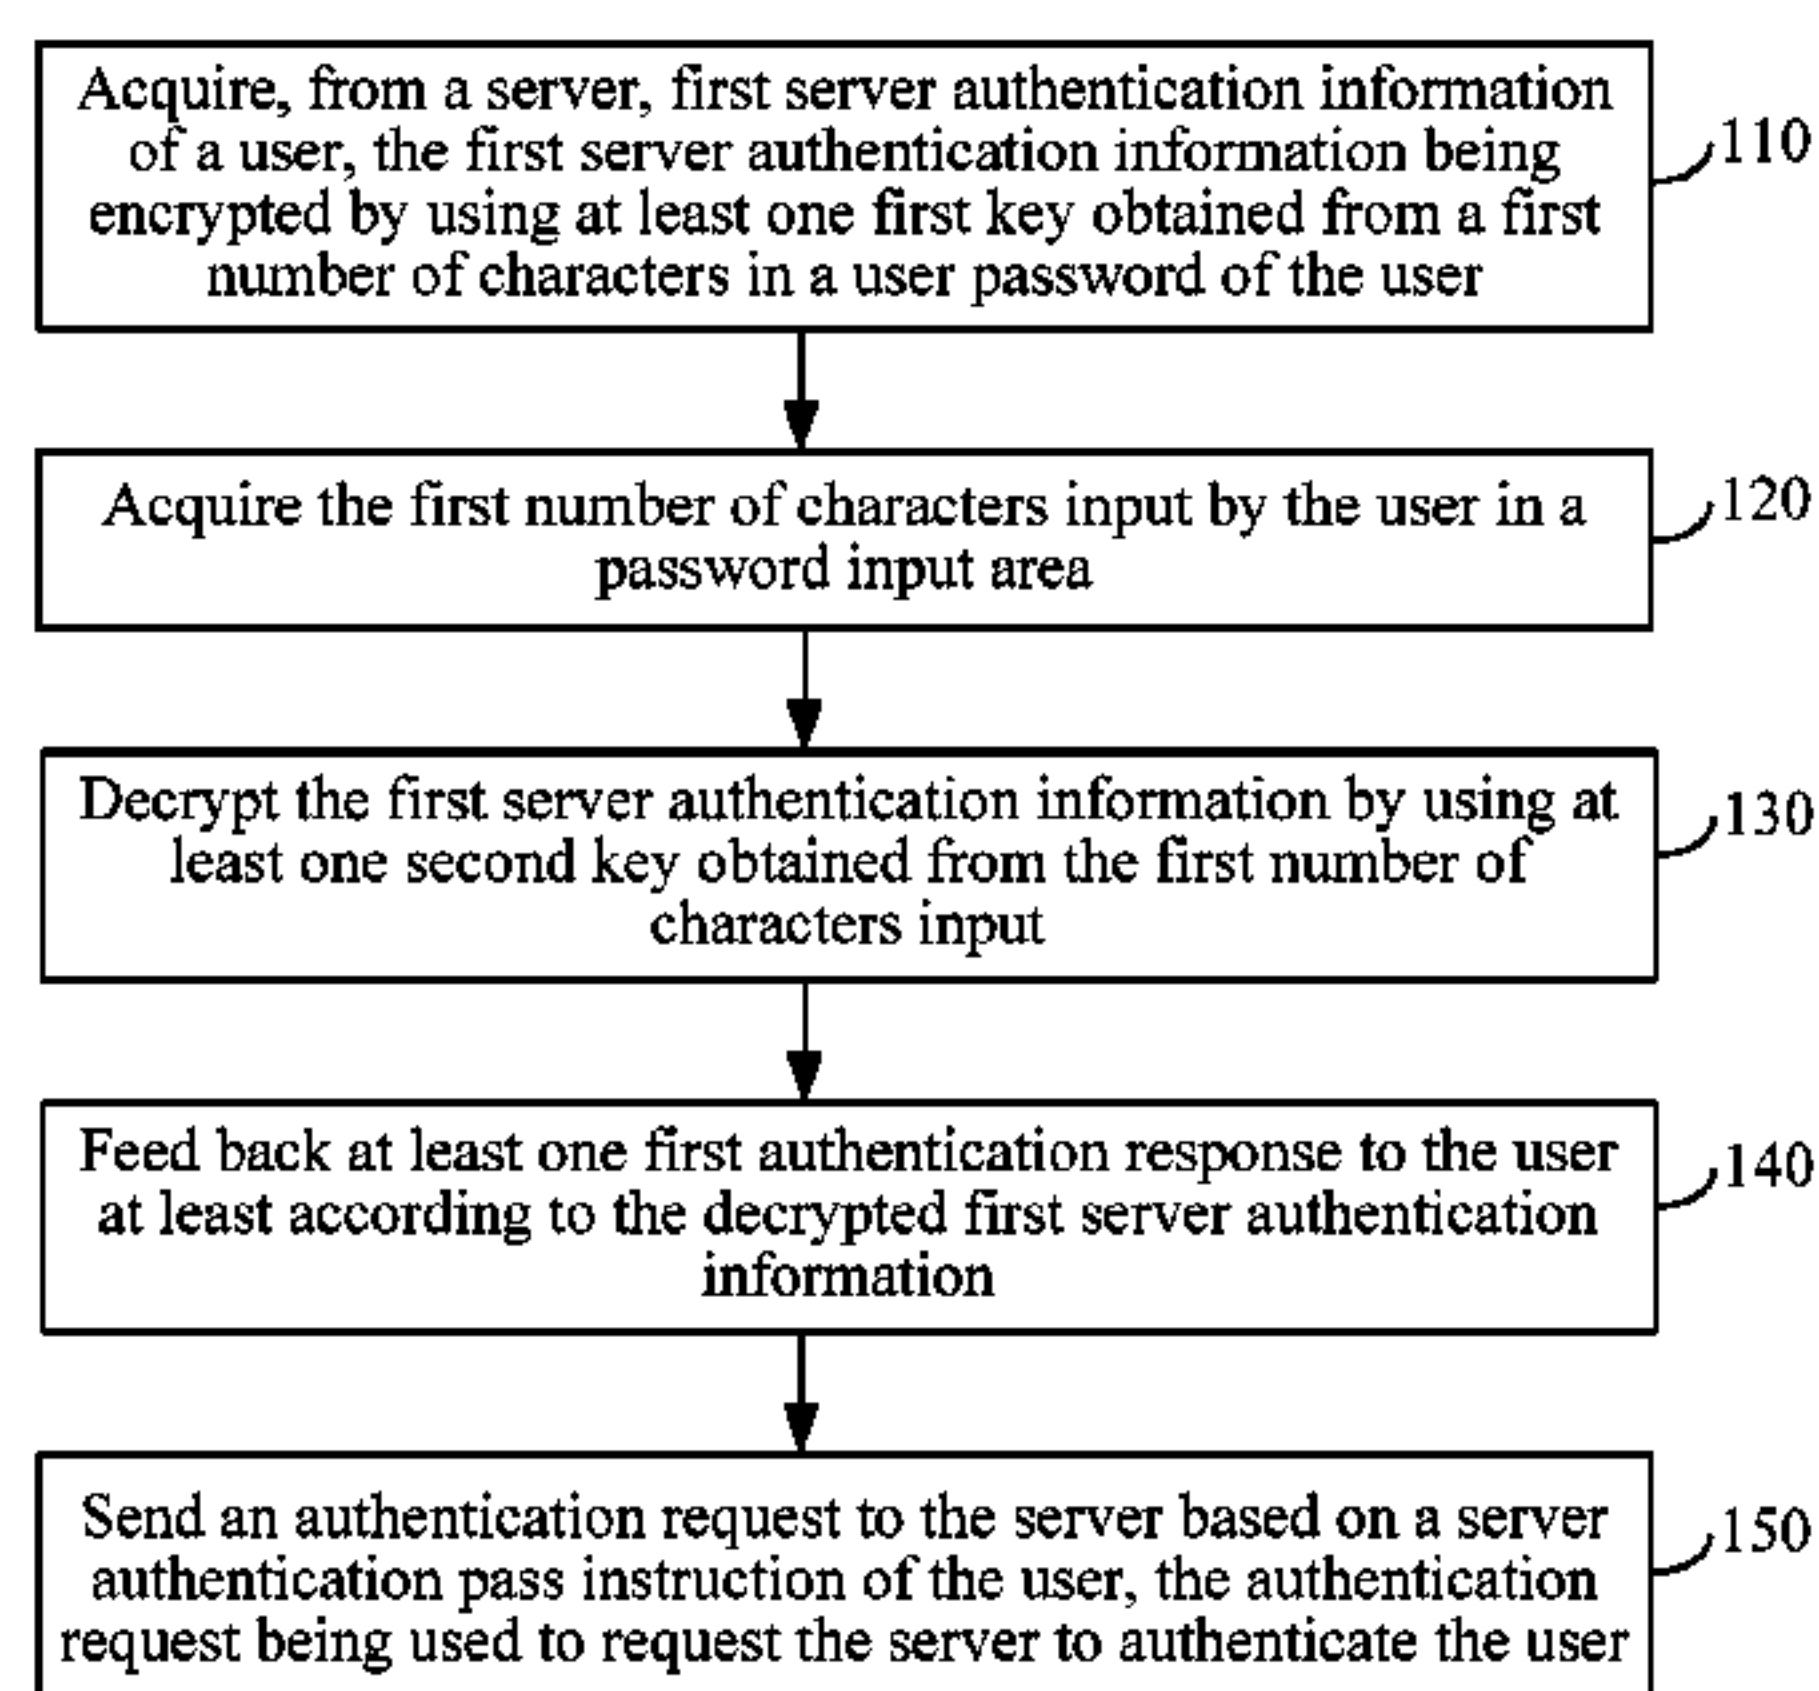 Acquire, from a server, first server authentication information
of a user, the first server authentication information being
encrypted by using at least one first key obtained from a first
number of characters in a user password of the user
110
Acquire the first number of characters input by the user in a
password input area
120
Decrypt the first server authentication information by using at
least one second key obtained from the first number of
characters input
130
Feed back at least one first authentication response to the user
at least according to the decrypted first server authentication
information
140
Send an authentication request to the server based on a server
authentication pass instruction of the user, the authentication
request being used to request the server to authenticate the user
150